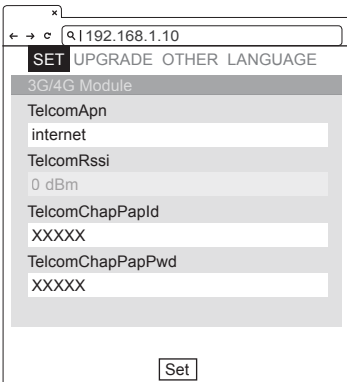 192.168.1.10
SET UPGRADE OTHER LANGUAGE
3G/4G Module
TelcomApn
internet
TelcomRssi
0 dBm
TelcomChapPapId
XXXXX
TelcomChapPapPwd
XXXXX
Set